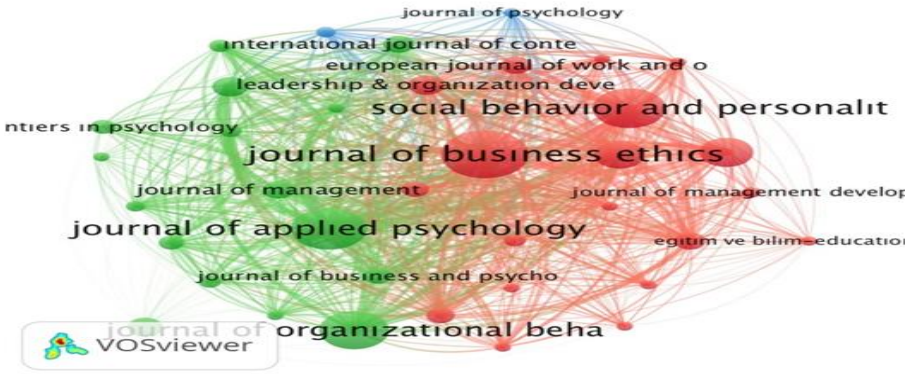 journal of psychology
international journal of conte
european journal of work and o
leadership & organization deve
social behavior and personalit
ntiers in psychology
journal of business ethics
journal of management
journal of management develop
journal of applied psychology
egitim ve bilim-education
journal of business and psycho
journal of organizational beha
VOSviewer